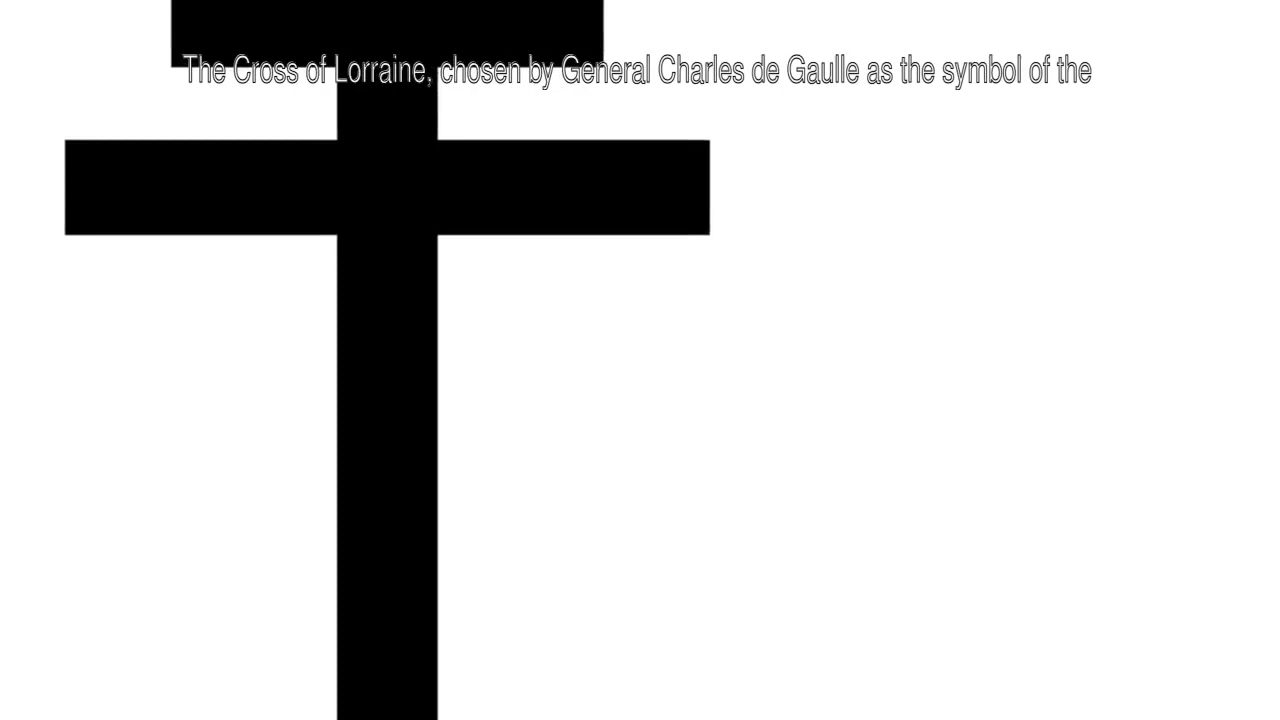 The Cross of Lorraine, chosen by General Charles de Gaulle as the symbol of the